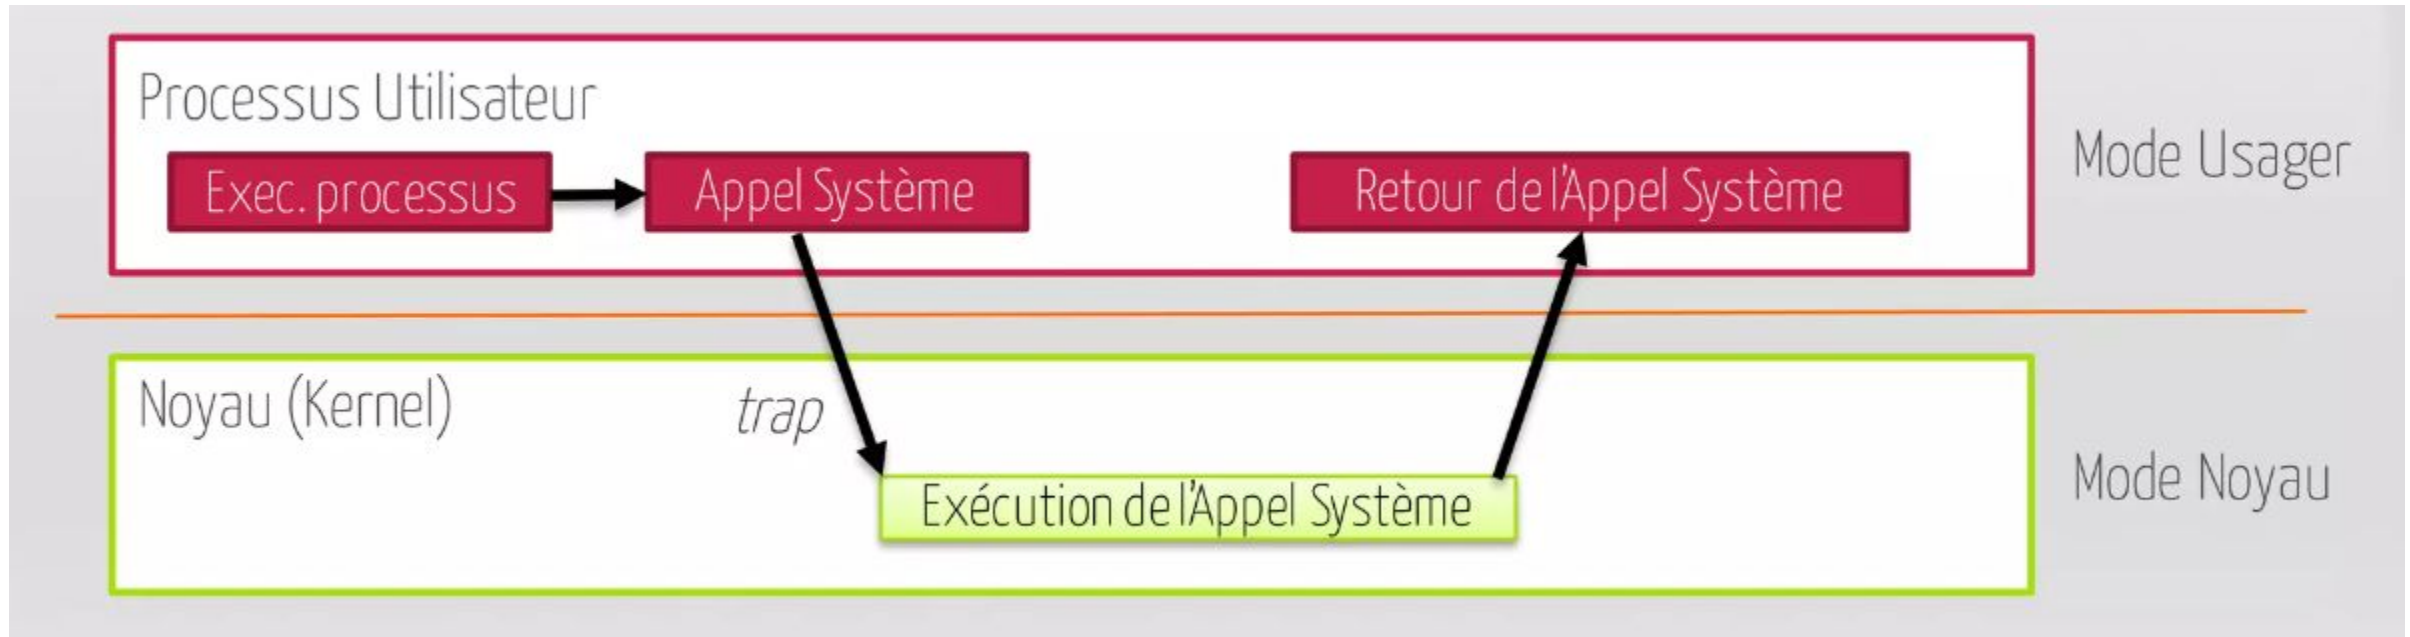 Processus Utilisateur
Mode Usager
Exec. processus
Appel Système
Retour de l'Appel Système
Noyau (Kernel)
trap
Mode Noyau
Exécution de l'Appel Système